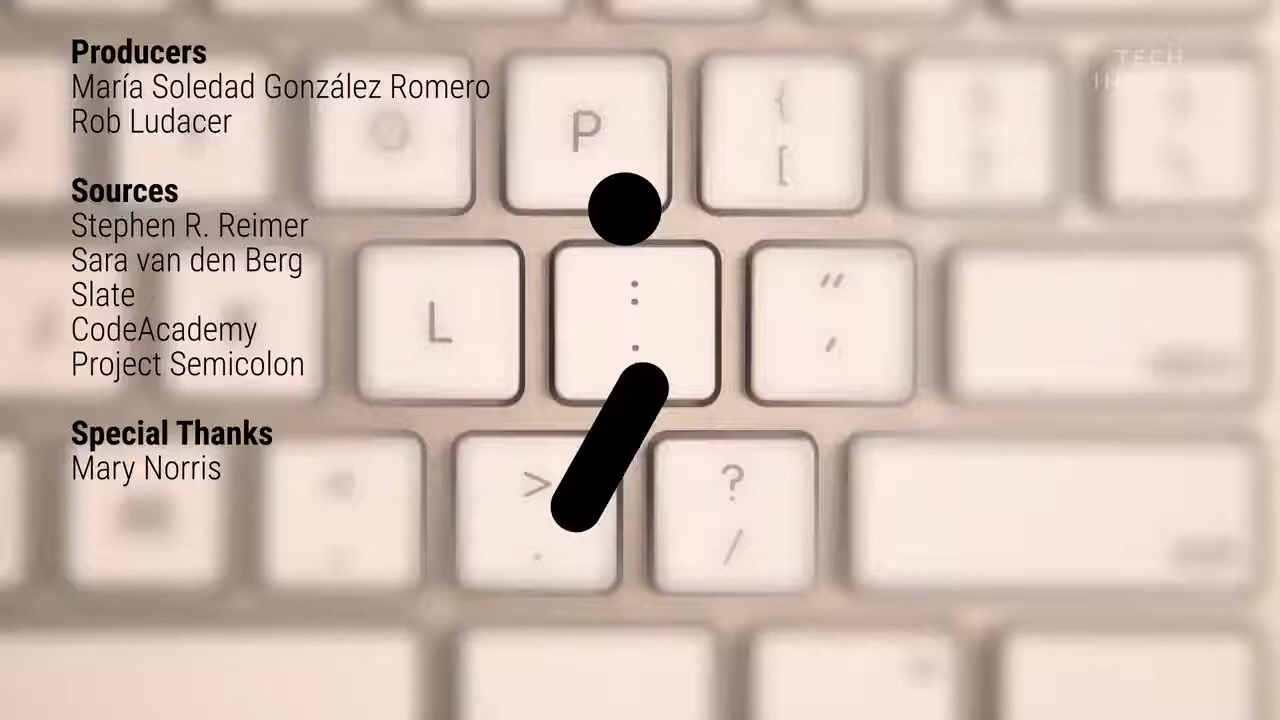 Producers
María Soledad González Romero
Rob Ludacer
Sources
Stephen R. Reimer
Sara van den Berg
Slate
CodeAcademy
Project Semicolon
Special Thanks
Mary Norris
TECH
P
{
[
L
:
;
"
'
>
.
?
/